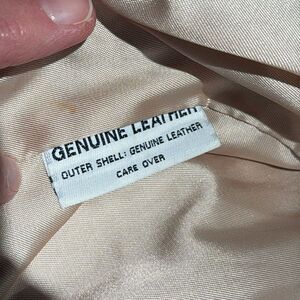 GENUINE LEATHER
OUTER SHELL: GENUINE LEATHER
CARE OVER